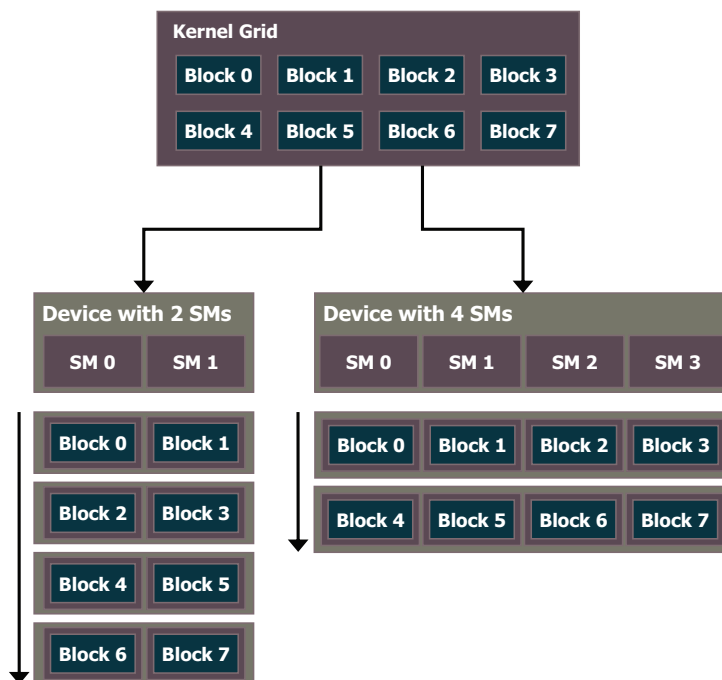 Kernel Grid
Block 0 Block 1 Block 2 Block 3
Block 4 Block 5 Block 6 Block 7
Device with 2 SMs
SM 0 SM 1
Block 0 Block 1
Block 2 Block 3
Block 4 Block 5
Block 6 Block 7
Device with 4 SMs
SM 0 SM 1 SM 2 SM 3
Block 0 Block 1 Block 2 Block 3
Block 4 Block 5 Block 6 Block 7